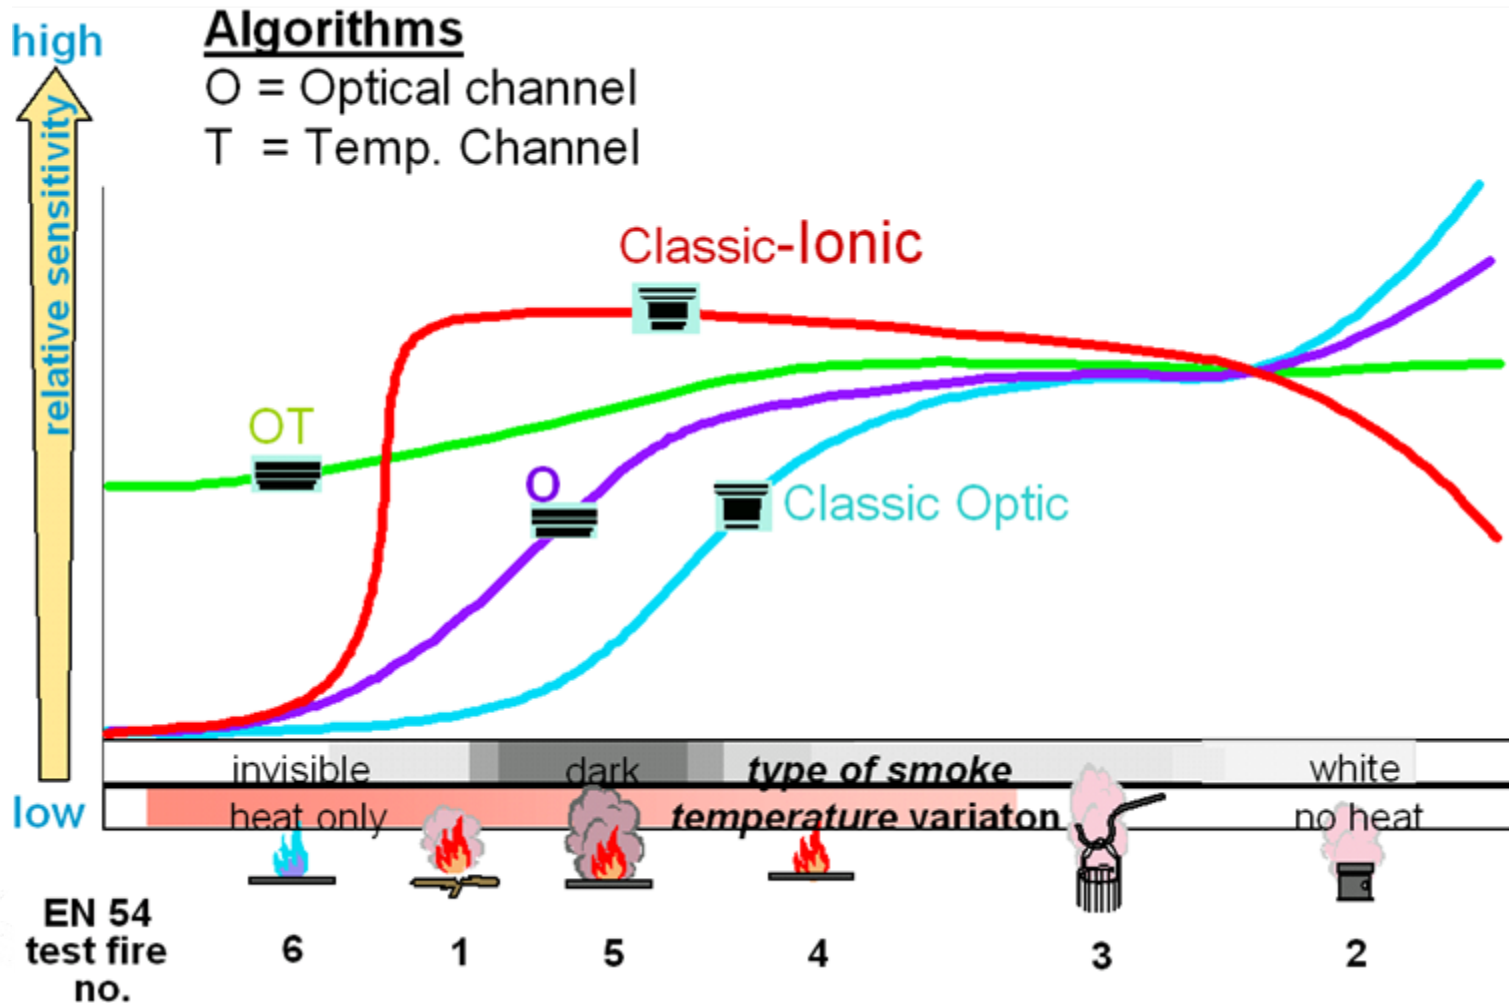 high
Algorithms
O = Optical channel
T = Temp. Channel
relative sensitivity
Classic-Ionic
OT
O
Classic Optic
invisible dark type of smoke white
low
heat only temperature variaton no heat
EN 54
test fire
no.
6 1 5 4 3 2